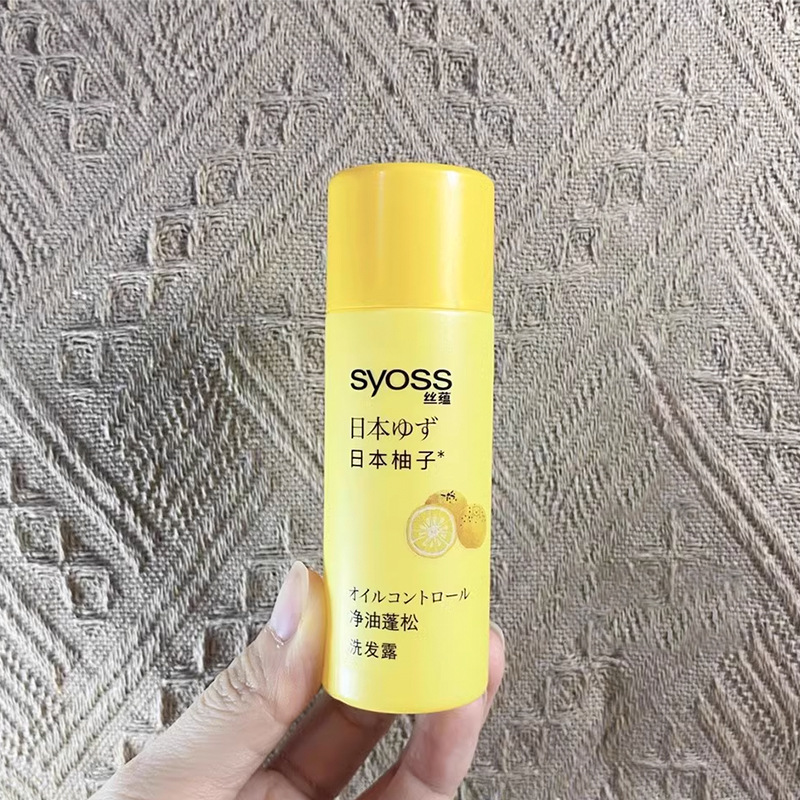 syoss
丝蕴
日本ゆず
日本柚子*
オイルコントロール
净油蓬松
洗发露